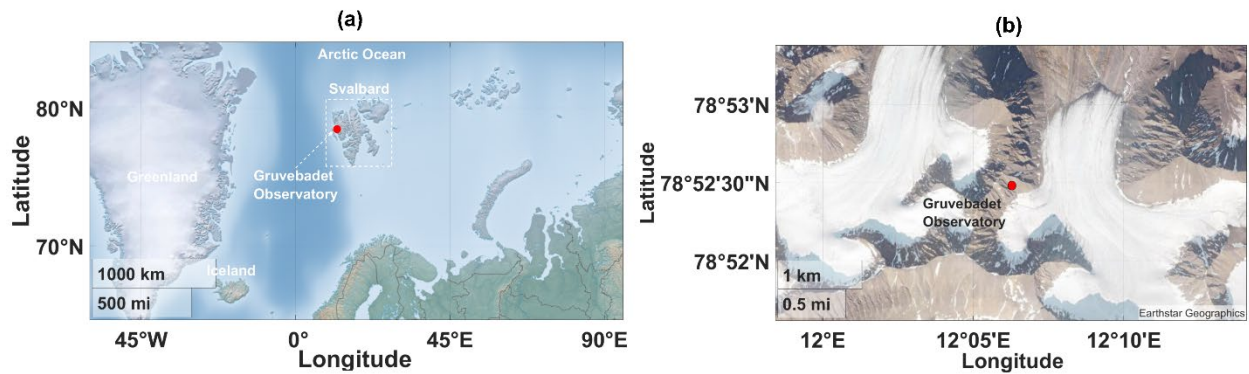 (a)
Arctic Ocean
Svalbard
80°N
Gruvebadet
Observatory
Greenland
Latitude
70°N
Iceland
1000 km
500 mi
45°W
0°
45°E
90°E
Longitude
(b)
78°53'N
78°52'30"N
Gruvebadet
Observatory
Latitude
78°52'N
1 km
0.5 mi
Earthstar Geographics
12°E
12°05'E
12°10'E
Longitude